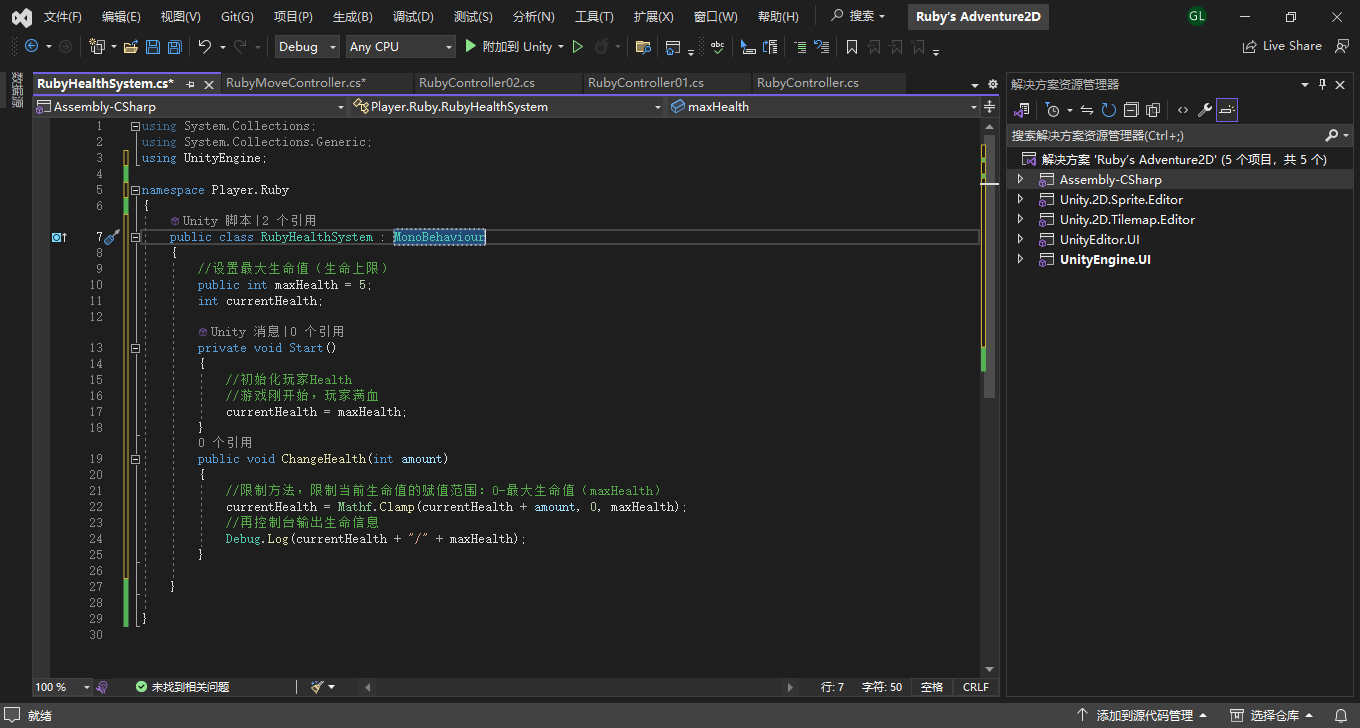 文件(F) 编辑(E) 视图(V) Git(G) 项目(P) 生成(B) 调试(D) 测试(S) 分析(N) 工具(T) 扩展(X) 窗口(W) 帮助(H) 搜索 Ruby's Adventure2D GL
Debug Any CPU 附加到 Unity Live Share
数据源
RubyHealthSystem.cs* RubyMoveController.cs* RubyController02.cs RubyController01.cs RubyController.cs
Assembly-CSharp Player.Ruby.RubyHealthSystem maxHealth
1 using System.Collections;
2 using System.Collections.Generic;
3 using UnityEngine;
4
5 namespace Player.Ruby
6 {
Unity 脚本|2 个引用
7 public class RubyHealthSystem : MonoBehaviour
8 {
9 //设置最大生命值（生命上限）
10 public int maxHealth = 5;
11 int currentHealth;
12
Unity 消息|0 个引用
13 private void Start()
14 {
15 //初始化玩家Health
16 //游戏刚开始，玩家满血
17 currentHealth = maxHealth;
18 }
0 个引用
19 public void ChangeHealth(int amount)
20 {
21 //限制方法，限制当前生命值的赋值范围：0-最大生命值（maxHealth）
22 currentHealth = Mathf.Clamp(currentHealth + amount, 0, maxHealth);
23 //再控制台输出生命信息
24 Debug.Log(currentHealth + "/" + maxHealth);
25 }
26
27 }
28
29 }
30
100 % 未找到相关问题 行: 7 字符: 50 空格 CRLF
解决方案资源管理器
搜索解决方案资源管理器(Ctrl+;)
解决方案 'Ruby's Adventure2D' (5 个项目，共 5 个)
Assembly-CSharp
Unity.2D.Sprite.Editor
Unity.2D.Tilemap.Editor
UnityEditor.UI
UnityEngine.UI
就绪 添加到源代码管理 选择仓库